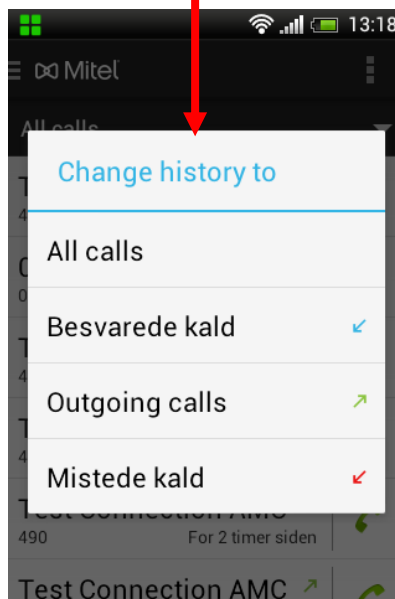 13:18
Mitel
All calls
Change history to
All calls
Besvarede kald
Outgoing calls
Mistede kald
Test Connection AMC
490 For 2 timer siden
Test Connection AMC